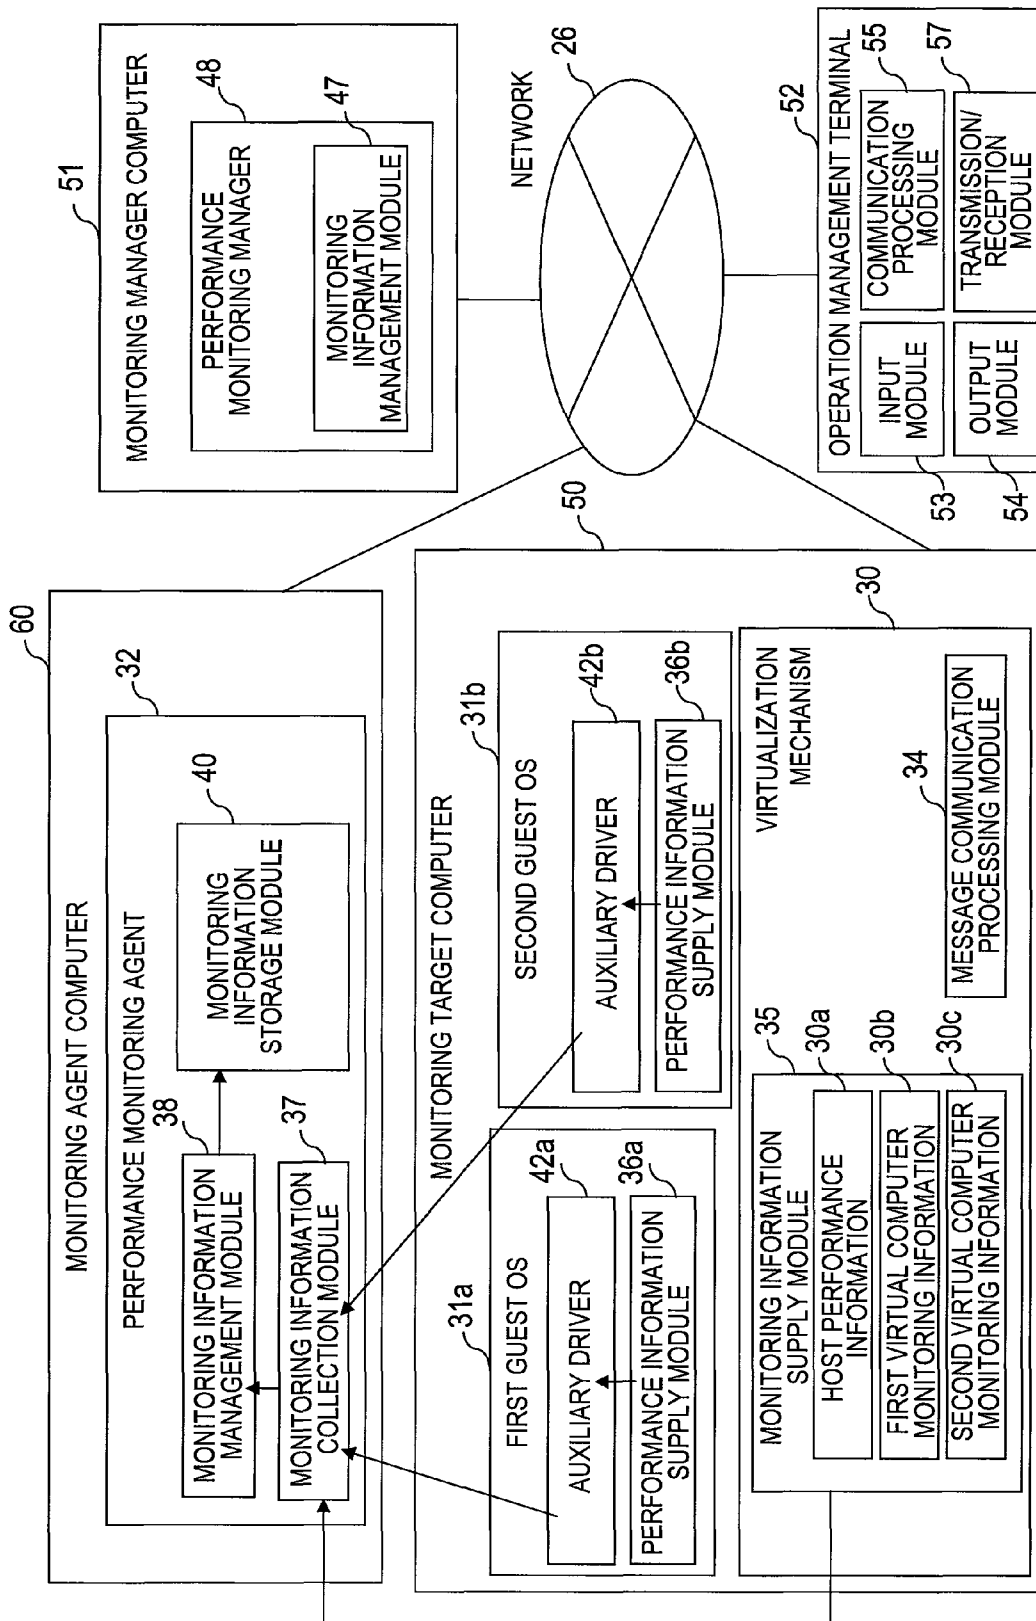 60
MONITORING AGENT COMPUTER
32
PERFORMANCE MONITORING AGENT
38
MONITORING INFORMATION
MANAGEMENT MODULE
40
MONITORING
INFORMATION
STORAGE MODULE
37
MONITORING INFORMATION
COLLECTION MODULE
51
MONITORING MANAGER COMPUTER
48
PERFORMANCE
MONITORING MANAGER
47
MONITORING
INFORMATION
MANAGEMENT MODULE
NETWORK
26
50
MONITORING TARGET COMPUTER
31a
FIRST GUEST OS
42a
AUXILIARY DRIVER
36a
PERFORMANCE INFORMATION
SUPPLY MODULE
31b
SECOND GUEST OS
42b
AUXILIARY DRIVER
36b
PERFORMANCE INFORMATION
SUPPLY MODULE
30
VIRTUALIZATION
MECHANISM
35
MONITORING INFORMATION
SUPPLY MODULE
30a
HOST PERFORMANCE
INFORMATION
30b
FIRST VIRTUAL COMPUTER
MONITORING INFORMATION
30c
SECOND VIRTUAL COMPUTER
MONITORING INFORMATION
34
MESSAGE COMMUNICATION
PROCESSING MODULE
52
OPERATION MANAGEMENT TERMINAL
53
INPUT
MODULE
55
COMMUNICATION
PROCESSING
MODULE
54
OUTPUT
MODULE
57
TRANSMISSION/
RECEPTION
MODULE